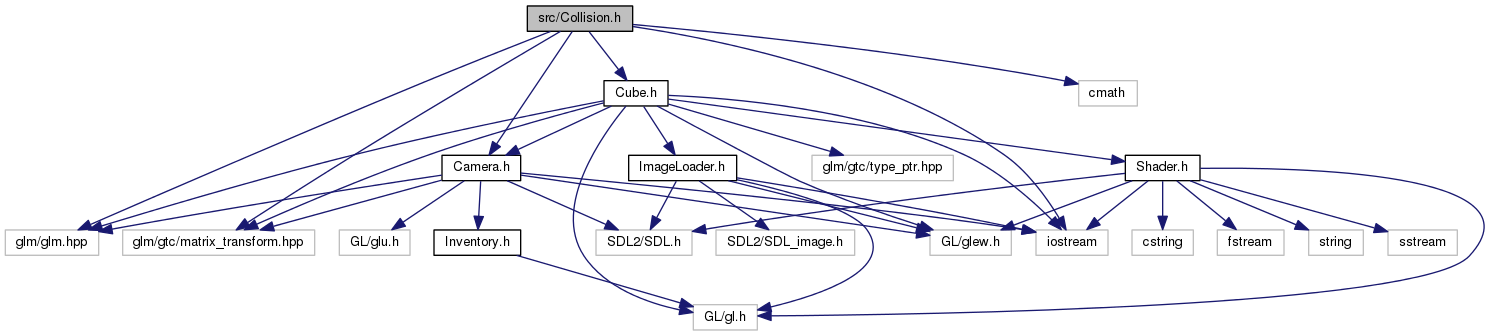 src/Collision.h
Cube.h
cmath
Camera.h
ImageLoader.h
glm/gtc/type_ptr.hpp
Shader.h
glm/glm.hpp
glm/gtc/matrix_transform.hpp
GL/glu.h
Inventory.h
SDL2/SDL.h
SDL2/SDL_image.h
GL/glew.h
iostream
cstring
fstream
string
sstream
GL/gl.h